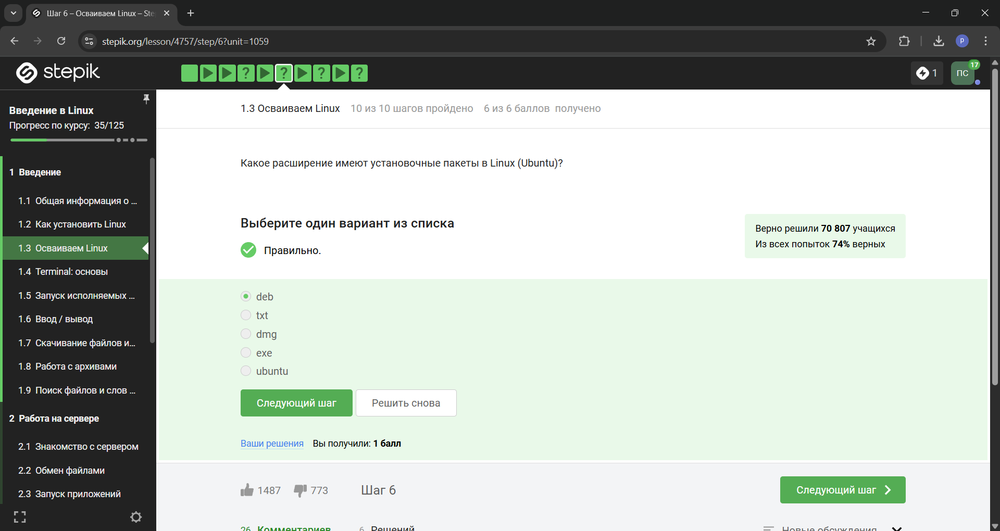 Шаг 6 – Осваиваем Linux – Ste
stepik.org/lesson/4757/step/6?unit=1059
P
stepik
?
?
?
?
1
ПС
17
Введение в Linux
Прогресс по курсу: 35/125
1 Введение
1.1 Общая информация о ...
1.2 Как установить Linux
1.3 Осваиваем Linux
1.4 Terminal: основы
1.5 Запуск исполняемых ...
1.6 Ввод / вывод
1.7 Скачивание файлов и...
1.8 Работа с архивами
1.9 Поиск файлов и слов ...
2 Работа на сервере
2.1 Знакомство с сервером
2.2 Обмен файлами
2.3 Запуск приложений
1.3 Осваиваем Linux 10 из 10 шагов пройдено 6 из 6 баллов получено
Какое расширение имеют установочные пакеты в Linux (Ubuntu)?
Выберите один вариант из списка
Правильно.
Верно решили 70 807 учащихся
Из всех попыток 74% верных
deb
txt
dmg
exe
ubuntu
Следующий шаг
Решить снова
Ваши решения Вы получили: 1 балл
1487 773 Шаг 6
Следующий шаг
26 Комментариев 6 Решений
Новые обсуждения